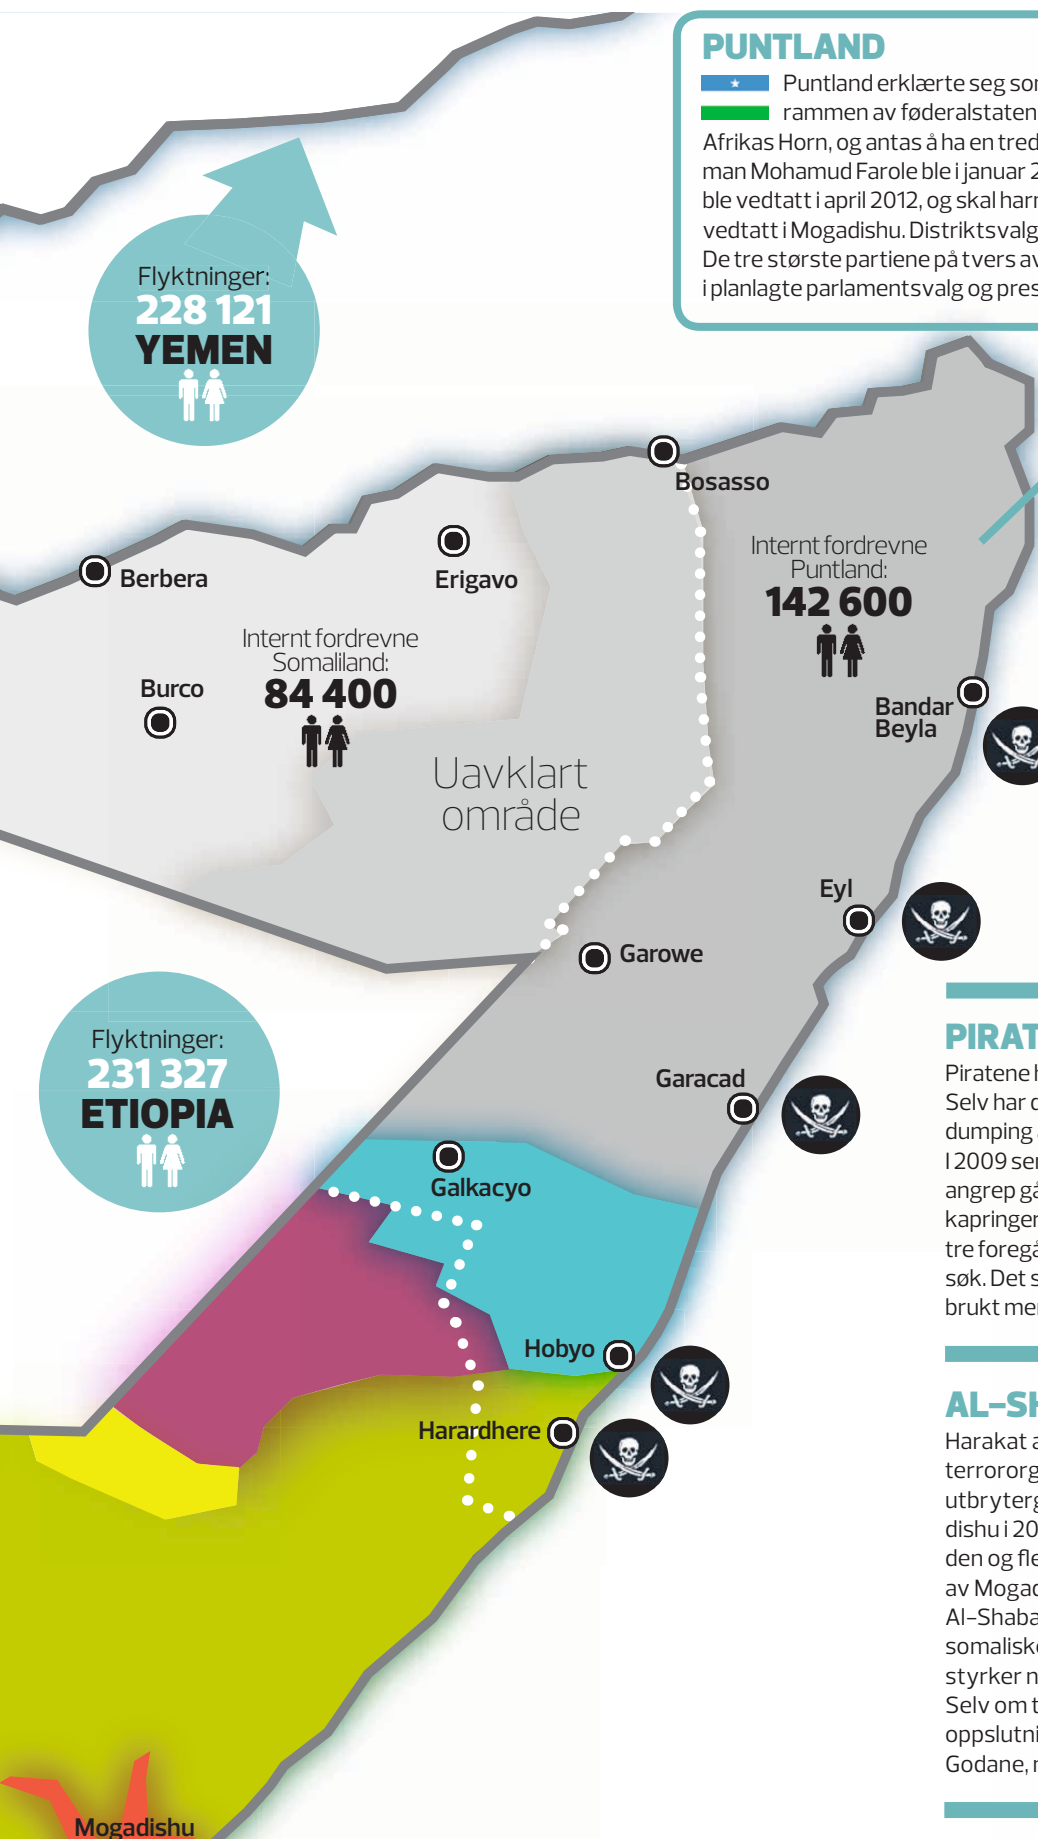 PUNTLAND
Puntland erklærte seg som
rammen av føderalstaten
Afrikas Horn, og antas å ha en tred
man Mohamud Farole ble i januar 2
ble vedtatt i april 2012, og skal harm
vedtatt i Mogadishu. Distriktsvalg
De tre største partiene på tvers av
i planlagte parlamentsvalg og pres
Flyktninger:
228 121
YEMEN
Bosasso
Berbera
Erigavo
Internt fordrevne
Puntland:
142 600
Internt fordrevne
Somaliland:
84 400
Burco
Bandar
Beyla
Uavklart
område
Eyl
Garowe
Flyktninger:
231 327
ETIOPIA
Garacad
Galkacyo
Hobyo
Harardhere
Mogadishu
PIRAT
Piratene h
Selv har d
dumping a
I 2009 ser
angrep gå
kapringer
tre foregå
søk. Det s
brukt mer
AL-SH
Harakat a
terrororg
utbryterg
dishu i 20
den og fle
av Mogad
Al-Shaba
somaliske
styrker n
Selv om t
oppslutni
Godane, r